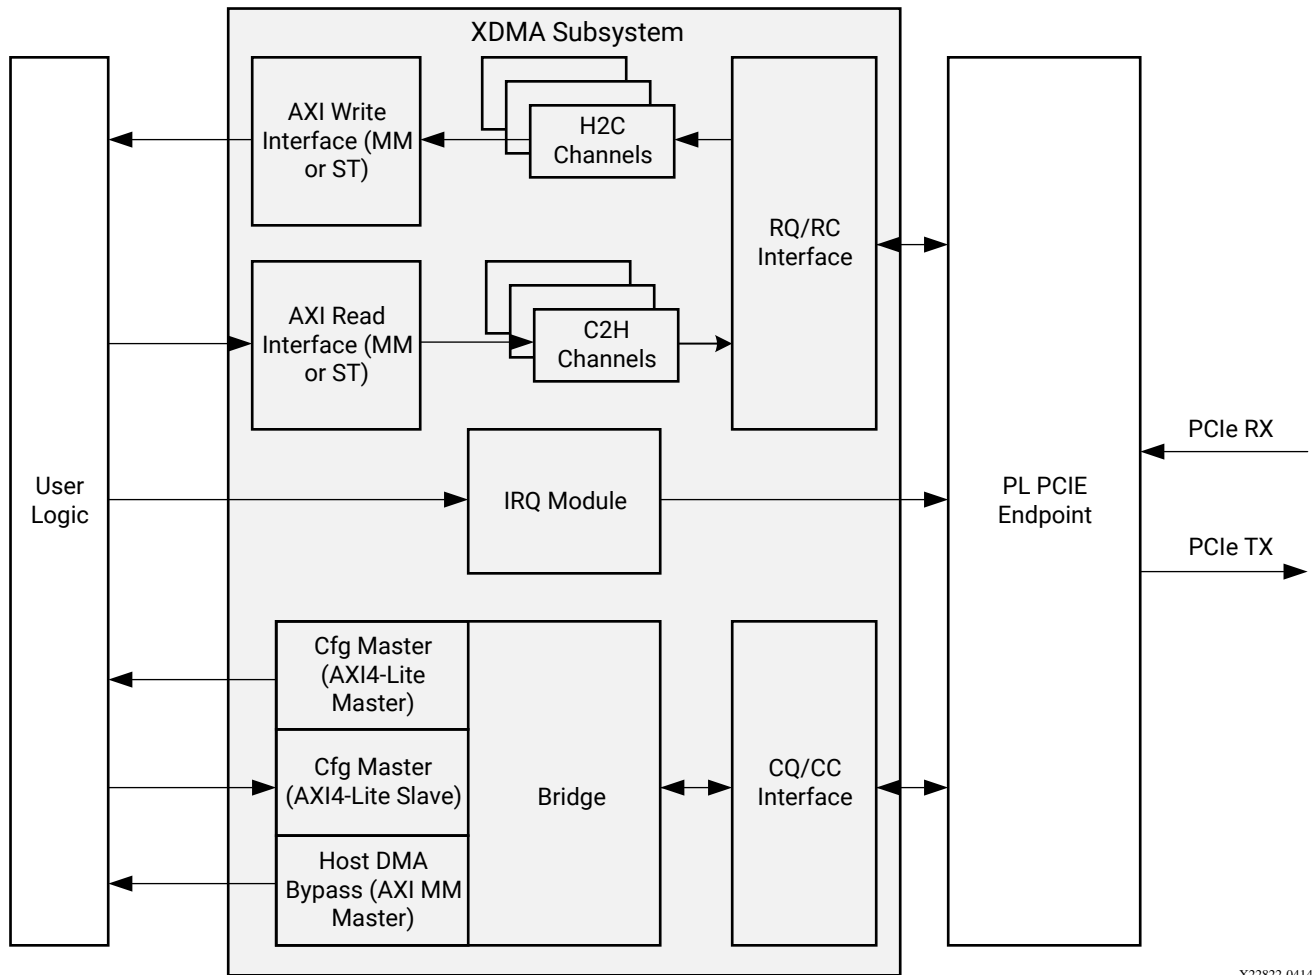 XDMA Subsystem
AXI Write
Interface (MM
or ST)
H2C
Channels
RQ/RC
Interface
AXI Read
Interface (MM
or ST)
C2H
Channels
User
Logic
IRQ Module
PL PCIE
Endpoint
PCIe RX
PCIe TX
Cfg Master
(AXI4-Lite
Master)
Cfg Master
(AXI4-Lite Slave)
Host DMA
Bypass (AXI MM
Master)
Bridge
CQ/CC
Interface